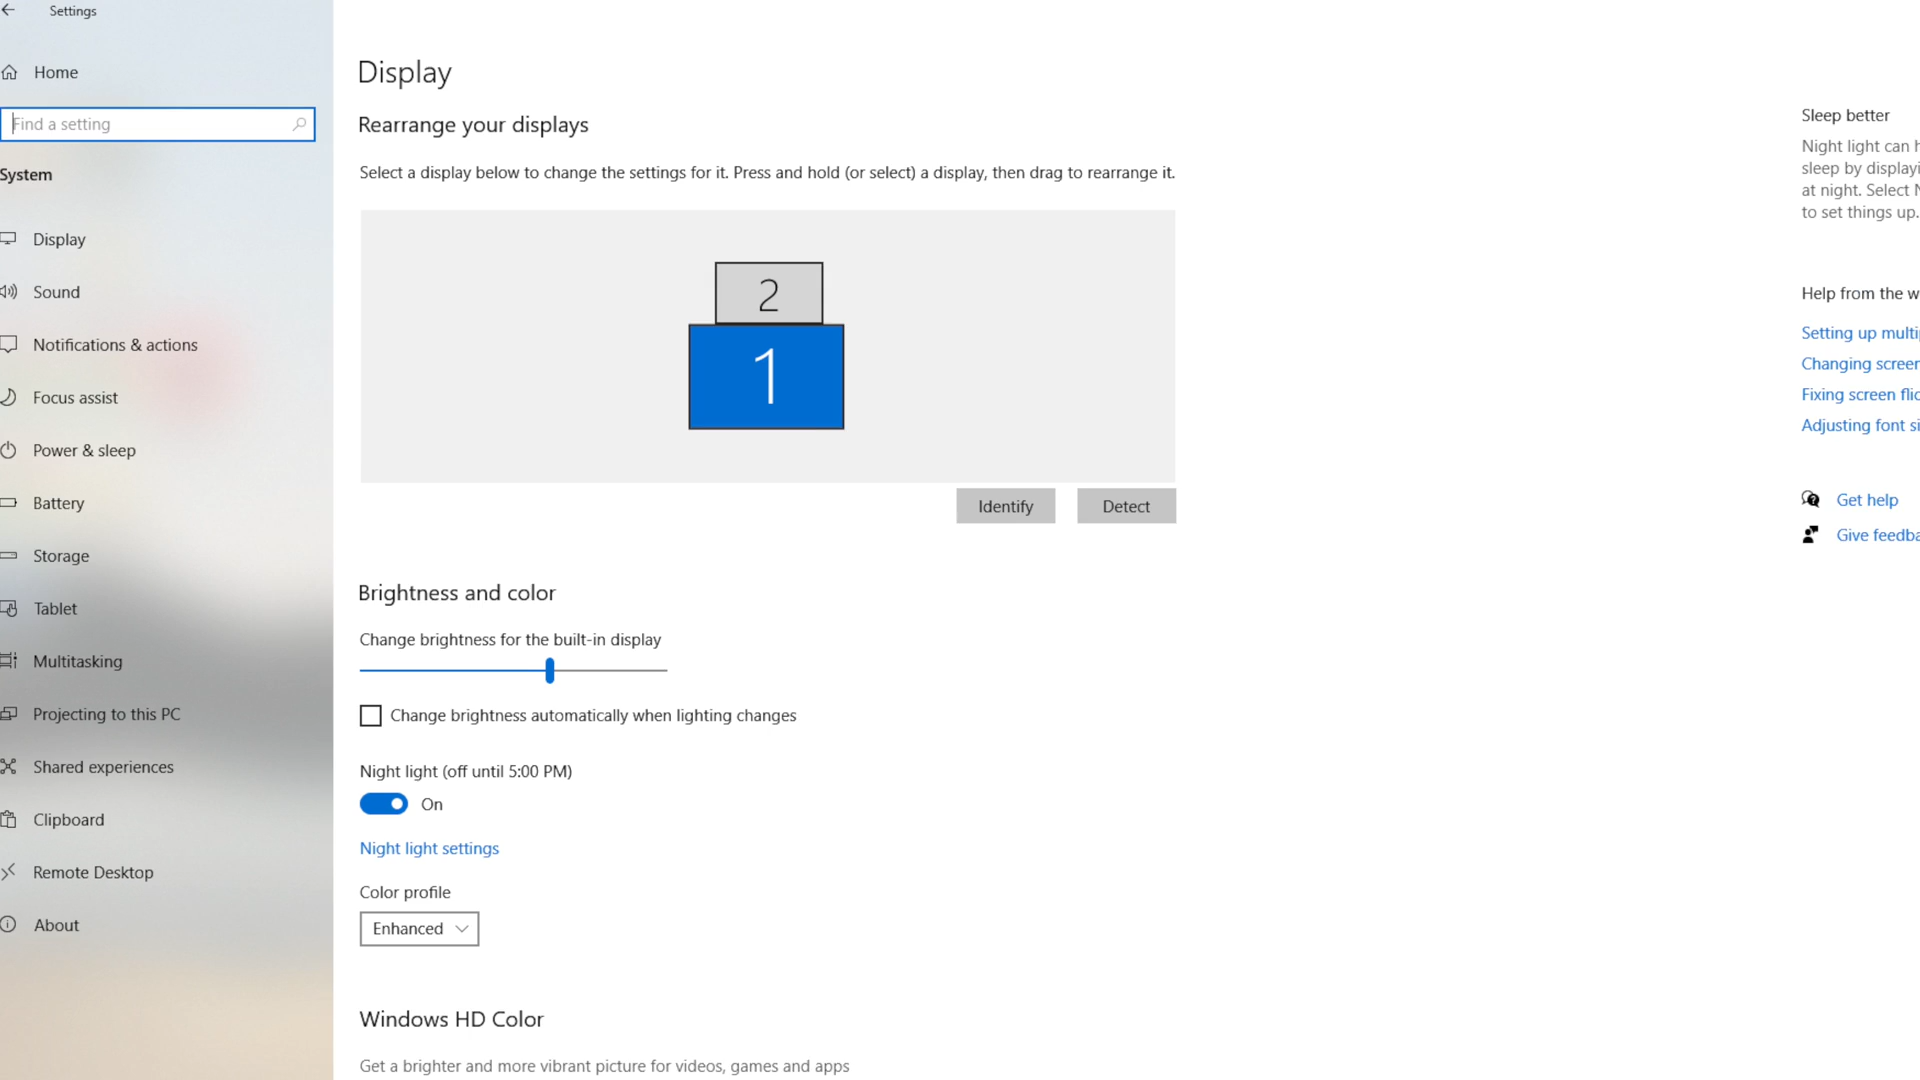 Settings
Home
Find a setting
System
Display
Sound
Notifications & actions
Focus assist
Power & sleep
Battery
Storage
Tablet
Multitasking
Projecting to this PC
Shared experiences
Clipboard
Remote Desktop
About
Display
Rearrange your displays
Select a display below to change the settings for it. Press and hold (or select) a display, then drag to rearrange it.
2
1
Identify
Detect
Brightness and color
Change brightness for the built-in display
Change brightness automatically when lighting changes
Night light (off until 5:00 PM)
On
Night light settings
Color profile
Enhanced
Windows HD Color
Get a brighter and more vibrant picture for videos, games and apps
Sleep better
Night light can
sleep by
at night. Select
to set things up.
Help from the
Setting up
Changing
Fixing screen
Adjusting font
Get help
Give